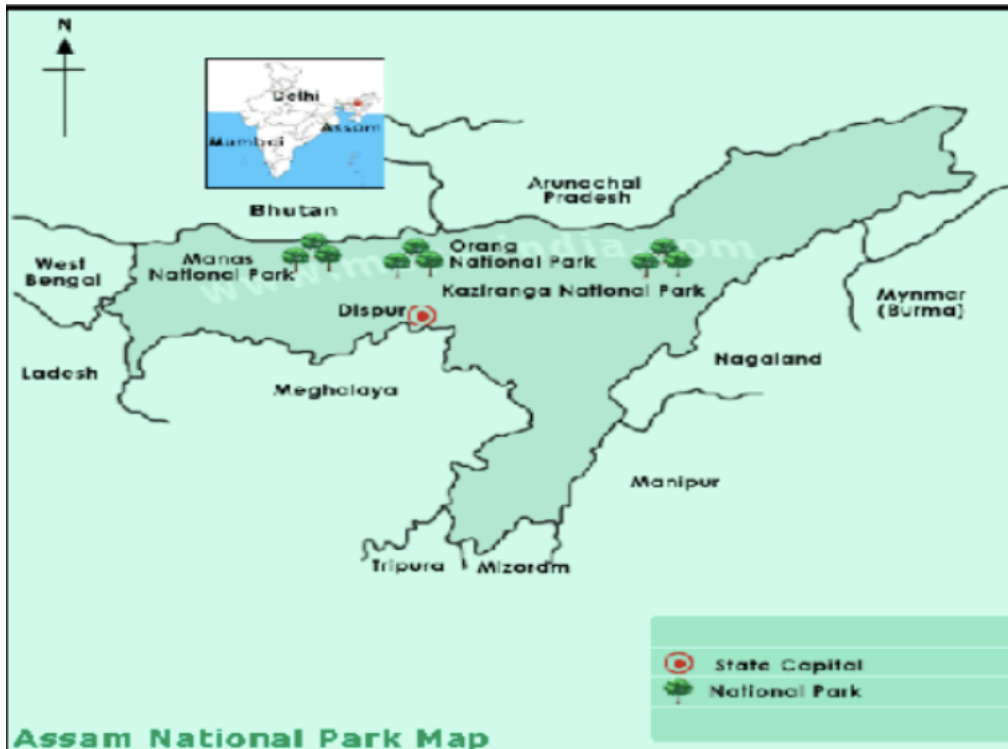 N
Delhi
Assam
Mumbai
Arunachal
Pradesh
Bhutan
West
Bengal
Manas
National Park
Orang
National Park
Kaziranga National Park
Dispur
Mynmar
(Burma)
Ladesh
Meghalaya
Nagaland
Manipur
Tripura
Mizoram
State Capital
National Park
Assam National Park Map